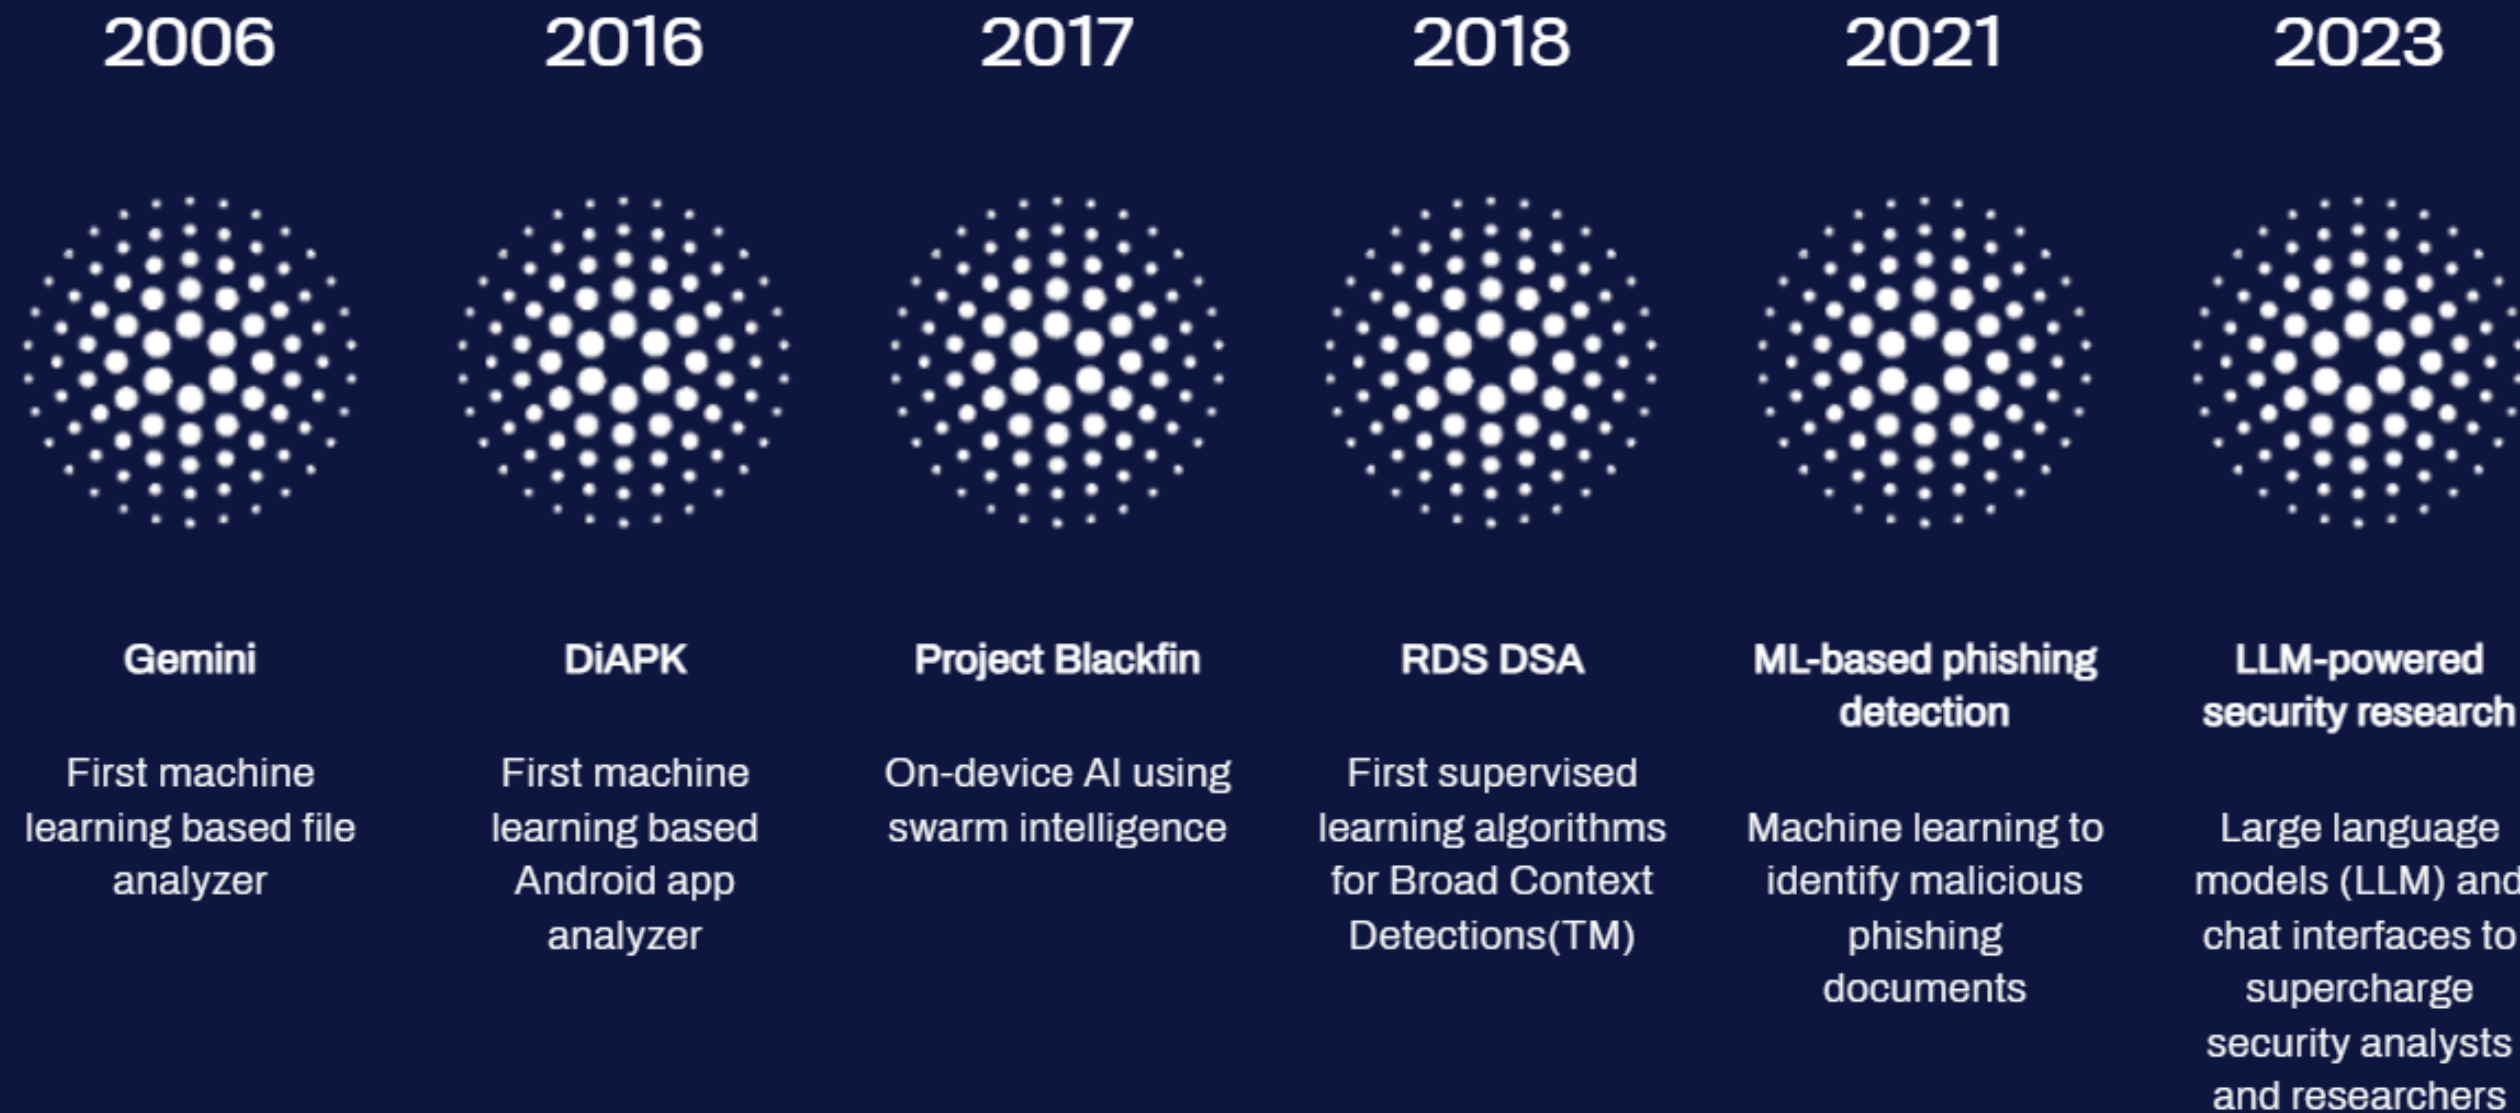 2006
Gemini
First machine
learning based file
analyzer
2016
DiAPK
First machine
learning based
Android app
analyzer
2017
Project Blackfin
On-device AI using
swarm intelligence
2018
RDS DSA
First supervised
learning algorithms
for Broad Context
Detections(TM)
2021
ML-based phishing
detection
Machine learning to
identify malicious
phishing
documents
2023
LLM-powered
security research
Large language
models (LLM) and
chat interfaces to
supercharge
security analysts
and researchers